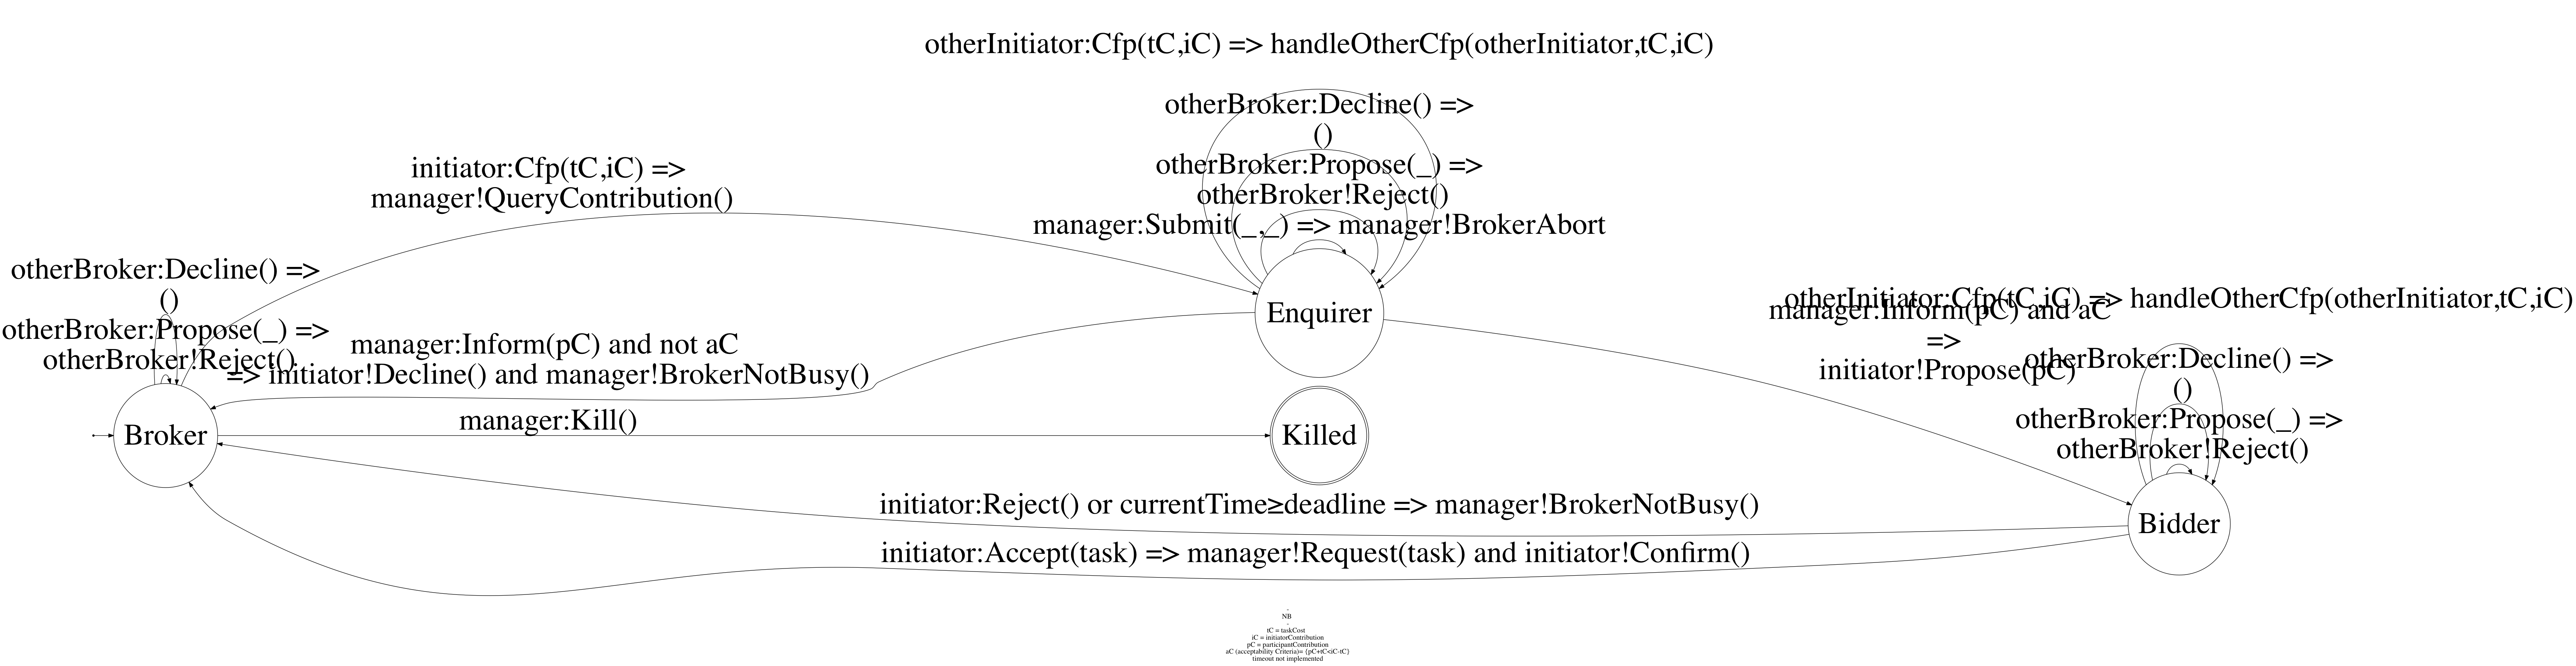 otherInitiator:Cfp(tC,iC) => handleOtherCfp(otherInitiator,tC,iC)
otherBroker:Decline() =>
()
otherBroker:Propose(_) =>
otherBroker!Reject()
manager:Submit(_,_) => manager!BrokerAbort
initiator:Cfp(tC,iC) =>
manager!QueryContribution()
otherBroker:Decline() =>
()
otherBroker:Propose(_) =>
otherBroker!Reject()
manager:Inform(pC) and not aC
=> initiator!Decline() and manager!BrokerNotBusy()
Enquirer
otherInitiator:Cfp(tC,iC) => handleOtherCfp(otherInitiator,tC,iC)
manager:Inform(pC) and aC
=>
initiator!Propose(pC)
otherBroker:Decline() =>
()
otherBroker:Propose(_) =>
otherBroker!Reject()
Broker
manager:Kill()
Killed
initiator:Reject() or currentTime≥deadline => manager!BrokerNotBusy()
Bidder
initiator:Accept(task) => manager!Request(task) and initiator!Confirm()
NB
tC = taskCost
iC = initiatorContribution
pC = participantContribution
aC (acceptability Criteria)= {pC+tC<iC-tC}
timeout not implemented